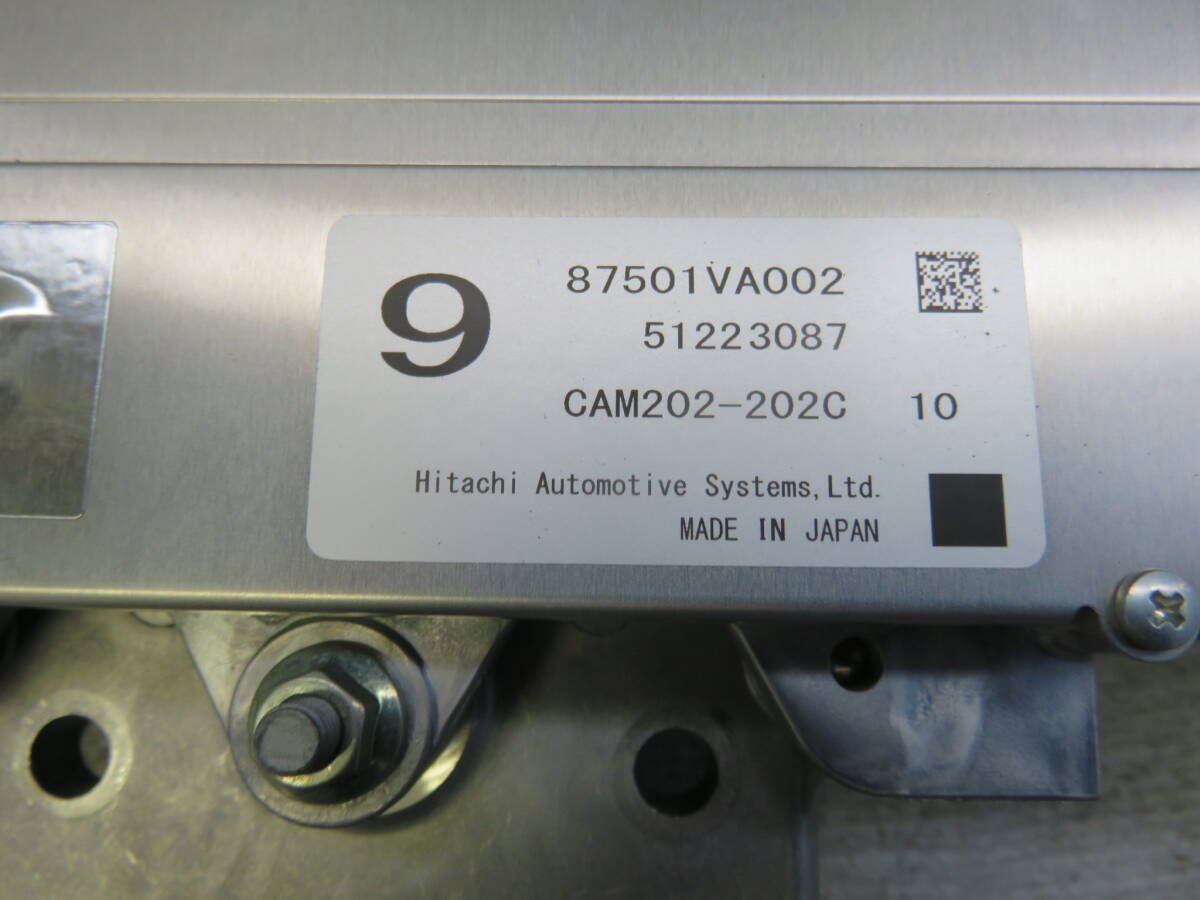 9
87501VA002
51223087
CAM202-202C 10
Hitachi Automotive Systems, Ltd.
MADE IN JAPAN